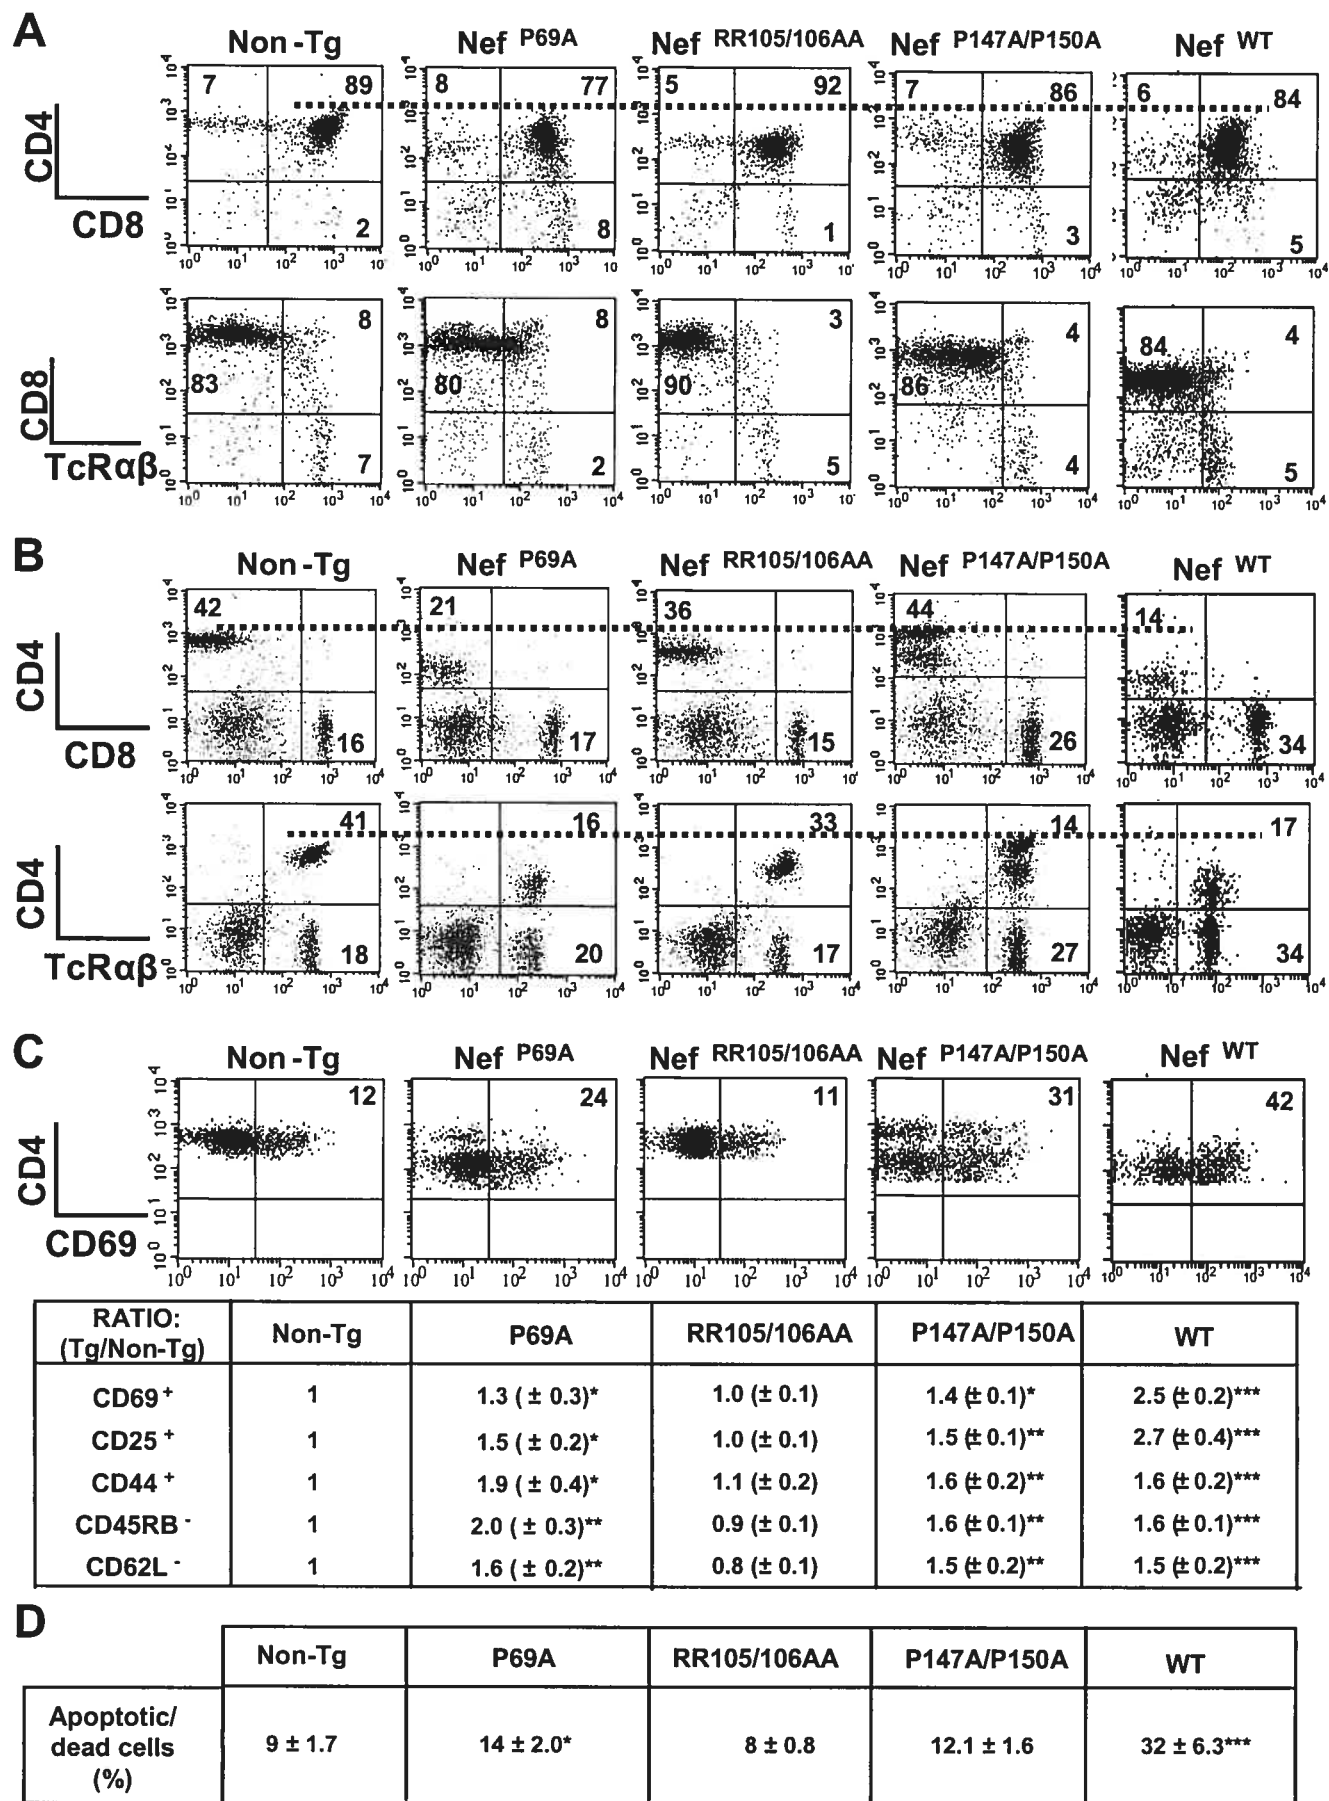 A
Non-Tg
Nef P69A
Nef RR105/106AA
Nef P147A/P150A
Nef WT
CD4
CD8
7 89
2
8 77
8
5 92
1
7 86
3
6 84
5
CD8
TcRαβ
8
83
7
8
80
2
3
90
5
4
86
4
84 4
5
B
Non-Tg
Nef P69A
Nef RR105/106AA
Nef P147A/P150A
Nef WT
CD4
CD8
42
16
21
17
36
15
44
26
14
34
CD4
TcRαβ
41
18
16
20
33
17
14
27
17
34
C
Non-Tg
Nef P69A
Nef RR105/106AA
Nef P147A/P150A
Nef WT
CD4
CD69
12
24
11
31
42
RATIO: (Tg/Non-Tg) Non-Tg P69A RR105/106AA P147A/P150A WT
CD69+ 1 1.3 (± 0.3)* 1.0 (± 0.1) 1.4 (± 0.1)* 2.5 (± 0.2)***
CD25+ 1 1.5 (± 0.2)* 1.0 (± 0.1) 1.5 (± 0.1)** 2.7 (± 0.4)***
CD44+ 1 1.9 (± 0.4)* 1.1 (± 0.2) 1.6 (± 0.2)** 1.6 (± 0.2)***
CD45RB- 1 2.0 (± 0.3)** 0.9 (± 0.1) 1.6 (± 0.1)** 1.6 (± 0.1)***
CD62L- 1 1.6 (± 0.2)** 0.8 (± 0.1) 1.5 (± 0.2)** 1.5 (± 0.2)***
D
Non-Tg P69A RR105/106AA P147A/P150A WT
Apoptotic/
dead cells
(%)
9 ± 1.7 14 ± 2.0* 8 ± 0.8 12.1 ± 1.6 32 ± 6.3***